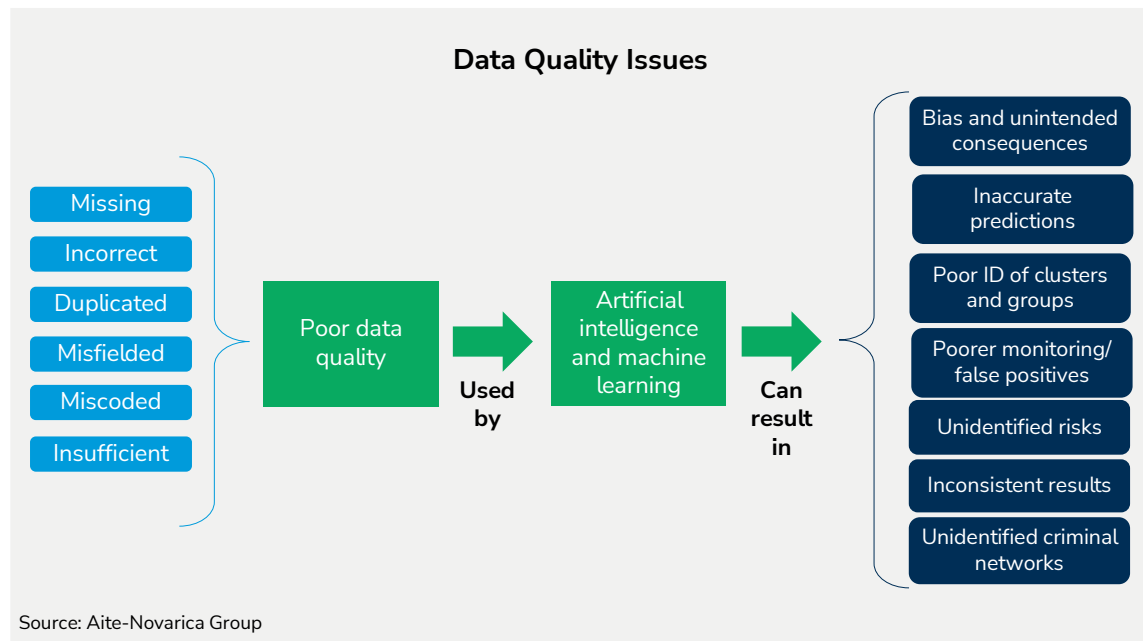 Data Quality Issues
Missing
Incorrect
Duplicated
Misfielded
Miscoded
Insufficient
Poor data
quality
Used
by
Artificial
intelligence
and machine
learning
Can
result
in
Bias and unintended
consequences
Inaccurate
predictions
Poor ID of clusters
and groups
Poorer monitoring/
false positives
Unidentified risks
Inconsistent results
Unidentified criminal
networks
Source: Aite-Novarica Group